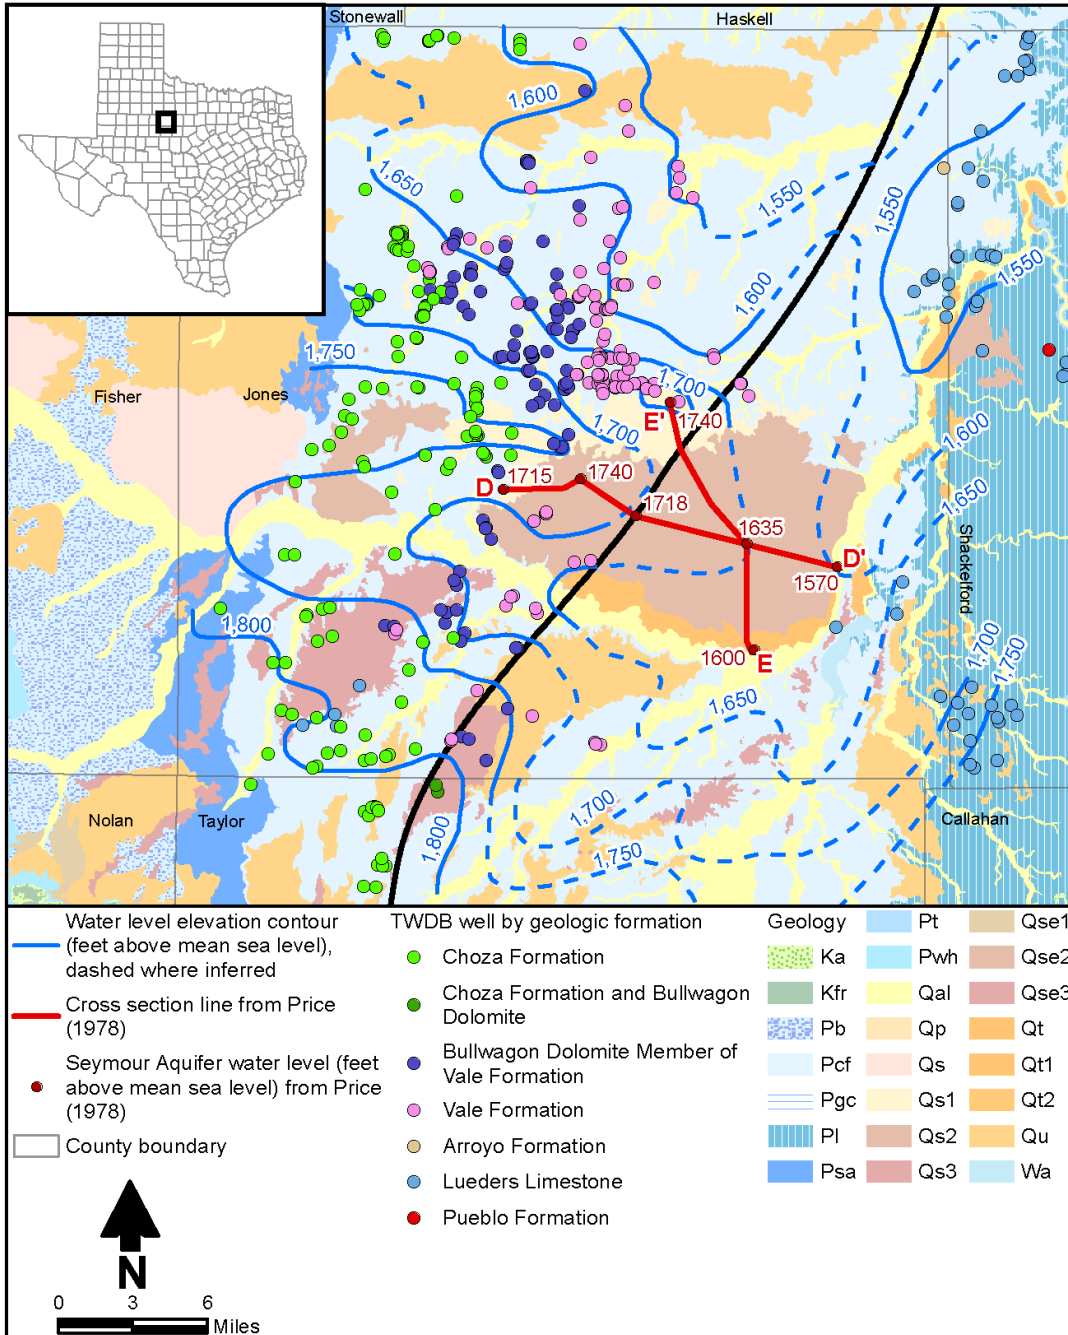 Stonewall
Haskell
1,600
1,650
1,550
1,550
1,550
1,600
1,750
1,700
Fisher
Jones
1,700
E'
1740
1,600
D
1715
1740
1718
1635
1,650
D'
1570
Shackelford
1,800
1600
E
1,700
1,750
1,650
1,700
1,750
1,800
Nolan
Taylor
Callahan
Water level elevation contour
(feet above mean sea level),
dashed where inferred
Cross section line from Price
(1978)
Seymour Aquifer water level (feet
above mean sea level) from Price
(1978)
County boundary
N
0 3 6
Miles
TWDB well by geologic formation
Choza Formation
Choza Formation and Bullwagon
Dolomite
Bullwagon Dolomite Member of
Vale Formation
Vale Formation
Arroyo Formation
Lueders Limestone
Pueblo Formation
Geology
Ka
Kfr
Pb
Pcf
Pgc
Pl
Psa
Pt
Pwh
Qal
Qp
Qs
Qs1
Qs2
Qs3
Qse1
Qse2
Qse3
Qt
Qt1
Qt2
Qu
Wa